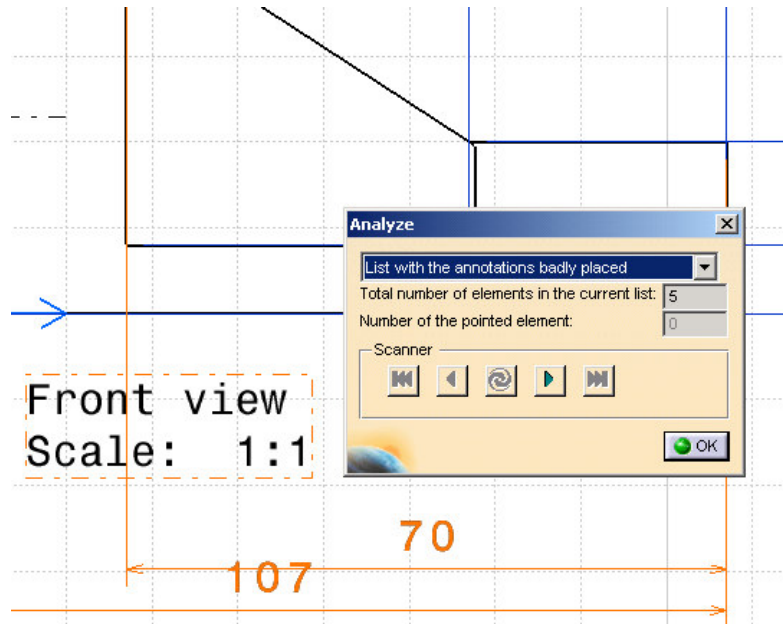 Analyze
List with the annotations badly placed
Total number of elements in the current list: 5
Number of the pointed element: 0
Scanner
OK
Front view
Scale: 1:1
70
107